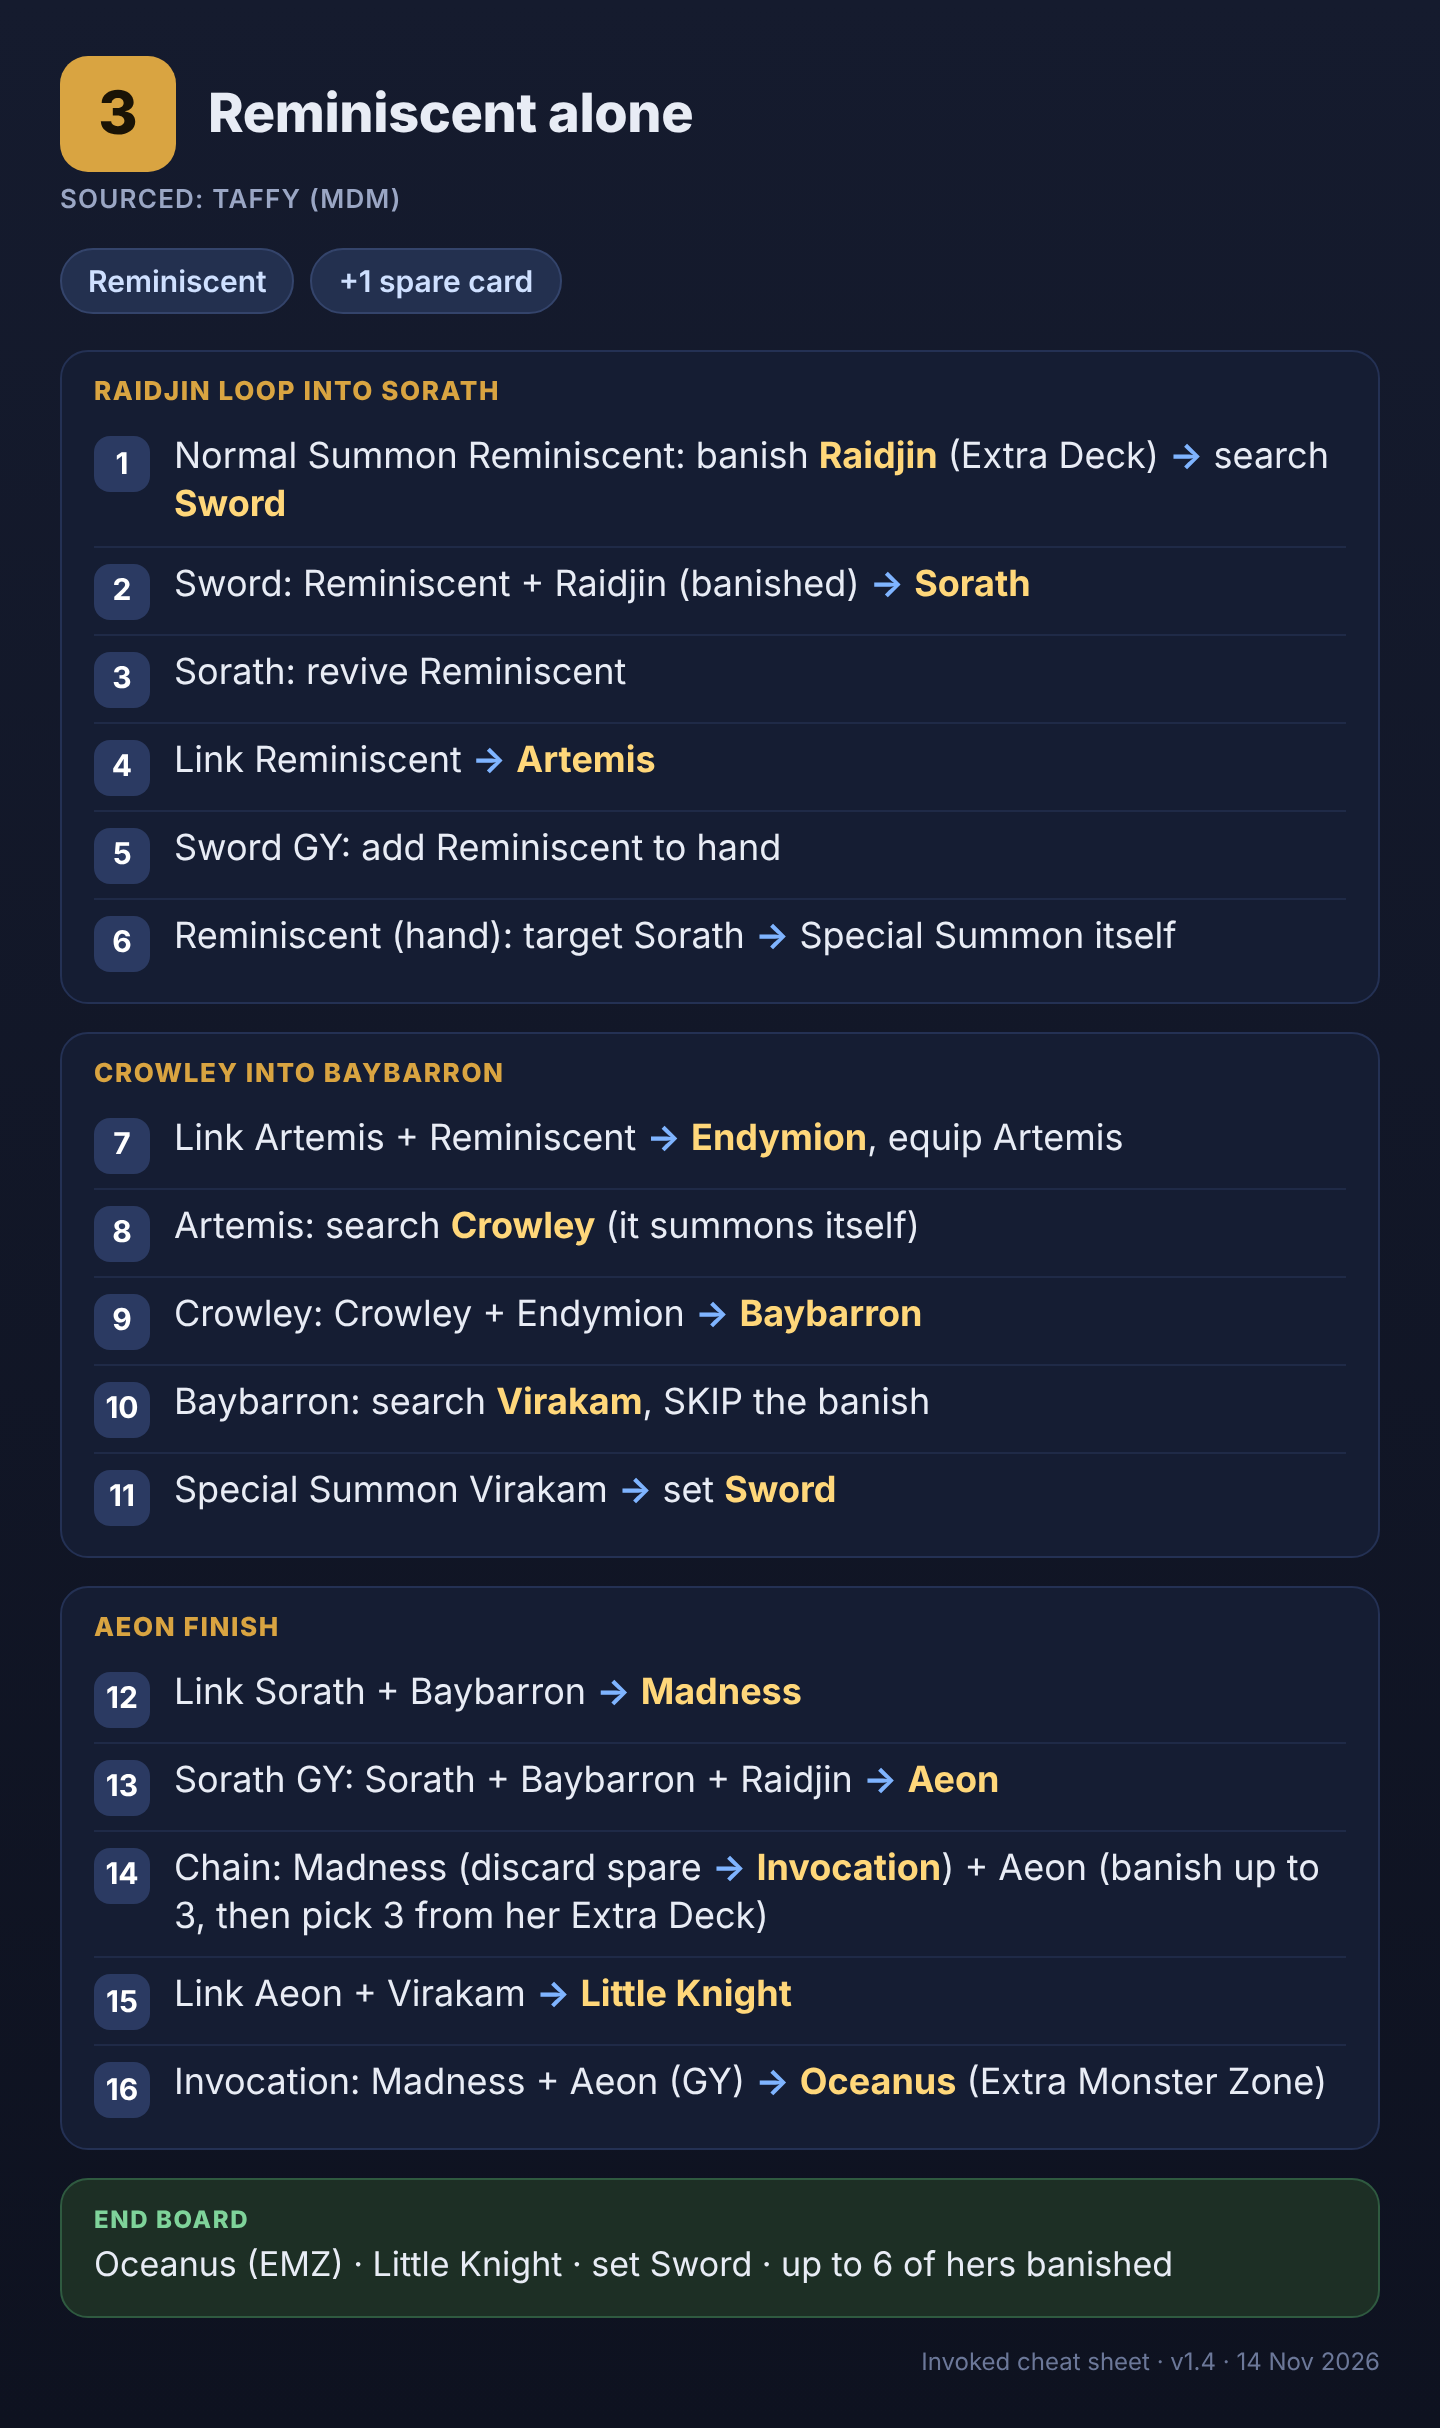 3
Reminiscent alone
SOURCED: TAFFY (MDM)
Reminiscent
+1 spare card
RAIDJIN LOOP INTO SORATH
1 Normal Summon Reminiscent: banish Raidjin (Extra Deck) → search
Sword
2 Sword: Reminiscent + Raidjin (banished) → Sorath
3 Sorath: revive Reminiscent
4 Link Reminiscent → Artemis
5 Sword GY: add Reminiscent to hand
6 Reminiscent (hand): target Sorath → Special Summon itself
CROWLEY INTO BAYBARRON
7 Link Artemis + Reminiscent → Endymion, equip Artemis
8 Artemis: search Crowley (it summons itself)
9 Crowley: Crowley + Endymion → Baybarron
10 Baybarron: search Virakam, SKIP the banish
11 Special Summon Virakam → set Sword
AEON FINISH
12 Link Sorath + Baybarron → Madness
13 Sorath GY: Sorath + Baybarron + Raidjin → Aeon
14 Chain: Madness (discard spare → Invocation) + Aeon (banish up to
3, then pick 3 from her Extra Deck)
15 Link Aeon + Virakam → Little Knight
16 Invocation: Madness + Aeon (GY) → Oceanus (Extra Monster Zone)
END BOARD
Oceanus (EMZ) · Little Knight · set Sword · up to 6 of hers banished
Invoked cheat sheet · v1.4 · 14 Nov 2026